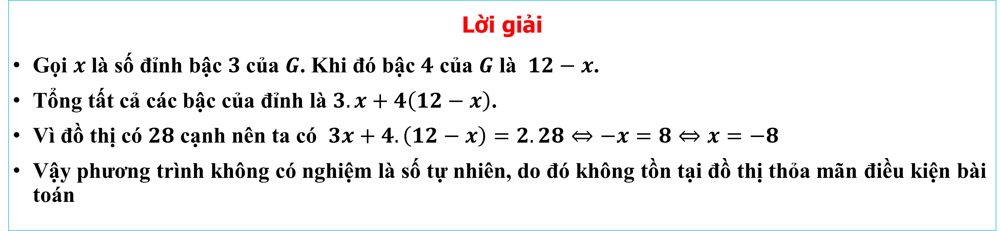 Lời giải
• Gọi 𝒙 là số đỉnh bậc 𝟑 của 𝑮. Khi đó bậc 𝟒 của 𝑮 là 𝟏𝟐 − 𝒙.
• Tổng tất cả các bậc của đỉnh là 𝟑. 𝒙 + 𝟒(𝟏𝟐 − 𝒙).
• Vì đồ thị có 𝟐𝟖 cạnh nên ta có 𝟑𝒙 + 𝟒. (𝟏𝟐 − 𝒙) = 𝟐. 𝟐𝟖 ⇔ −𝒙 = 𝟖 ⇔ 𝒙 = −𝟖
• Vậy phương trình không có nghiệm là số tự nhiên, do đó không tồn tại đồ thị thỏa mãn điều kiện bài
toán